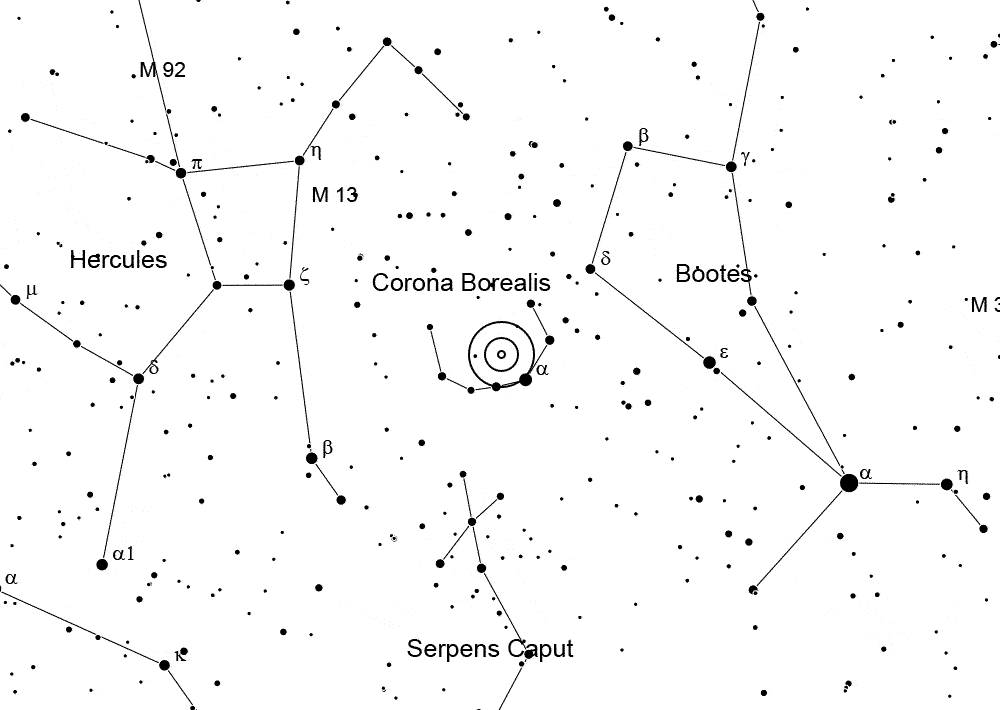 M 92
β
γ
π
η
M 13
Hercules
δ
Bootes
ζ
Corona Borealis
μ
M 3
ε
δ
α
β
α
η
α1
α
Serpens Caput
κ